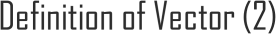 Definition of Vector (2)